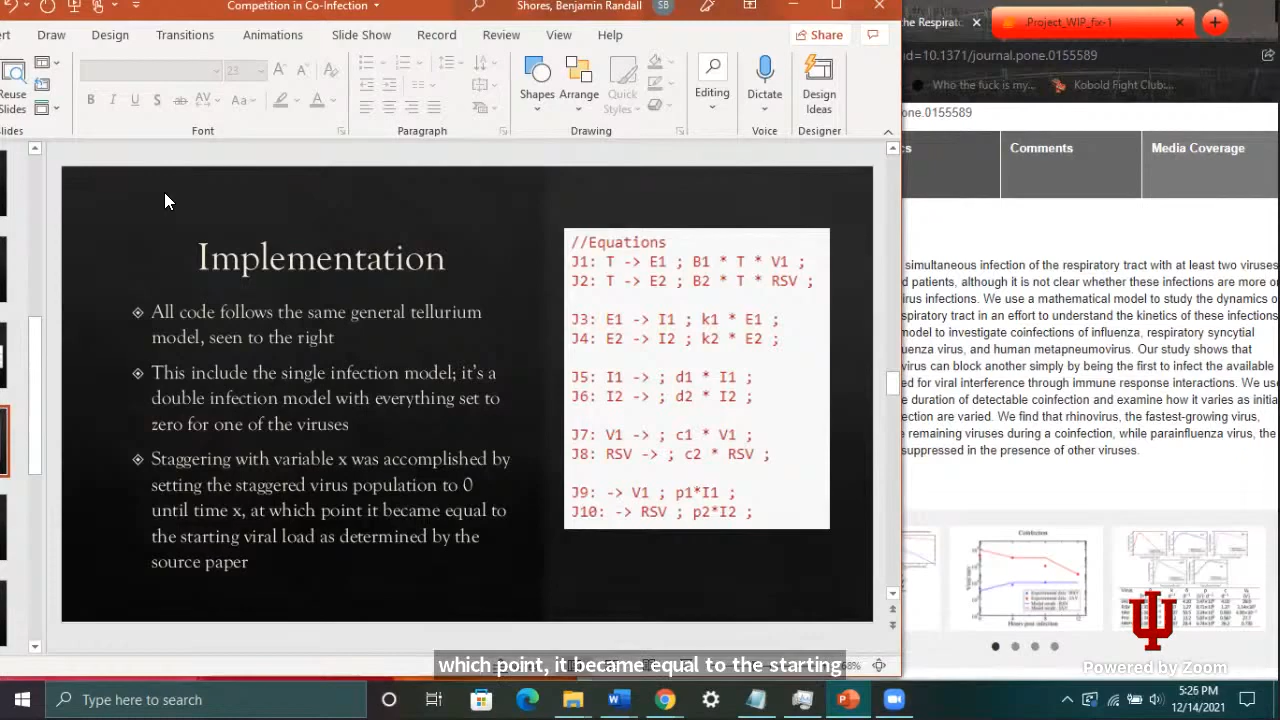 Competition in Co-Infection
Shores, Benjamin Randall
SB
Draw
Transitions
Animations
Slide Show
Record
Review
View
Help
Share
Reuse
Slides
23
Aa
Shapes
Arrange
Quick
Styles
Editing
Dictate
Design
Ideas
Font
Paragraph
Drawing
Voice
Designer
Implementation
All code follows the same general tellurium
model, seen to the right
This include the single infection model; it's a
double infection model with everything set to
zero for one of the viruses
Staggering with variable x was accomplished by
setting the staggered virus population to 0
until time x, at which point it became equal to
the starting viral load as determined by the
source paper
//Equations
J1: T -> E1 ; B1 * T * V1 ;
J2: T -> E2 ; B2 * T * RSV ;
J3: E1 -> I1 ; k1 * E1 ;
J4: E2 -> I2 ; k2 * E2 ;
J5: I1 -> ; d1 * I1 ;
J6: I2 -> ; d2 * I2 ;
J7: V1 -> ; c1 * V1 ;
J8: RSV -> ; c2 * RSV ;
J9: -> V1 ; p1*I1 ;
J10: -> RSV ; p2*I2 ;
the Respirato
.Project_WIP_fix-1
id=10.1371/journal.pone.0155589
Who the fuck is my...
Kobold Fight Club:...
one.0155589
Comments
Media Coverage
simultaneous infection of the respiratory tract with at least two viruses
d patients, although it is not clear whether these infections are more o
irus infections. We use a mathematical model to study the dynamics o
spiratory tract in an effort to understand the kinetics of these infections
model to investigate coinfections of influenza, respiratory syncytial
uenza virus, and human metapneumovirus. Our study shows that
virus can block another simply by being the first to infect the available
ed for viral interference through immune response interactions. We use
e duration of detectable coinfection and examine how it varies as initia
ection are varied. We find that rhinovirus, the fastest-growing virus,
e remaining viruses during a coinfection, while parainfluenza virus, the
suppressed in the presence of other viruses.
Coinfection
Hours post infection
which point, it became equal to the starting
68%
Powered by Zoom
Type here to search
5:26 PM
12/14/2021